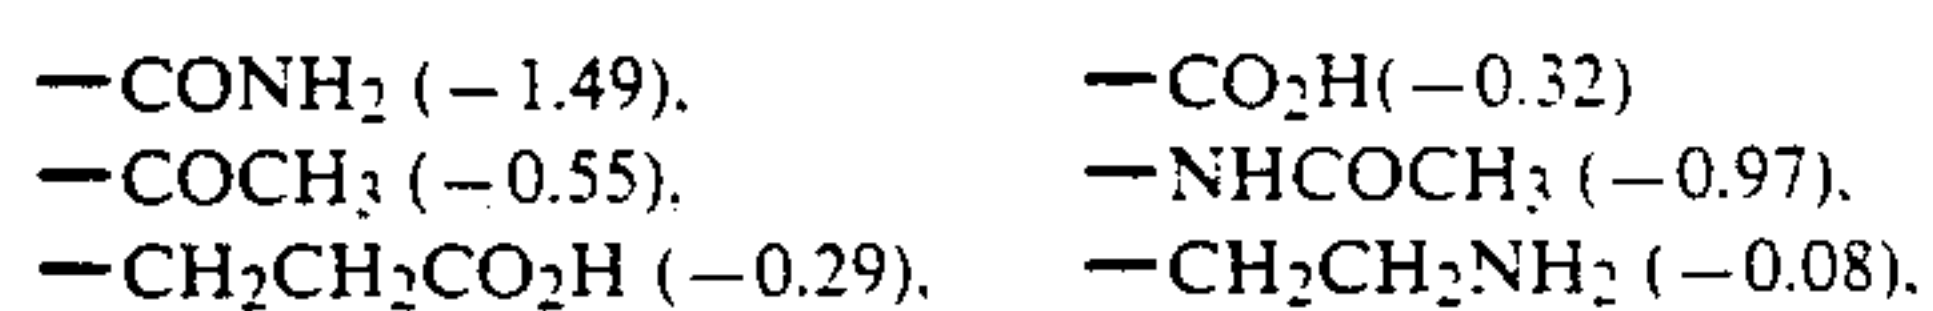 —CONH₂ (−1.49). —CO₂H(−0.32)
—COCH₃ (−0.55). —NHCOCH₃ (−0.97).
—CH₂CH₂CO₂H (−0.29). —CH₂CH₂NH₂ (−0.08).